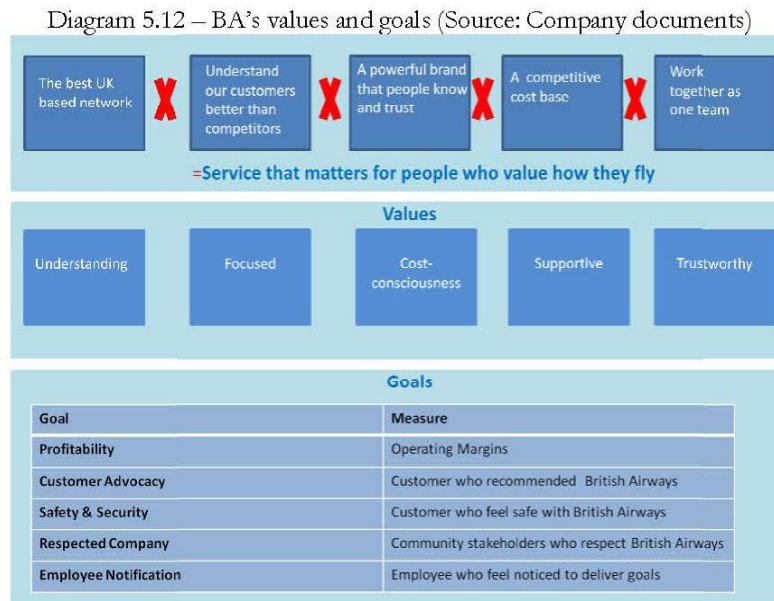 Diagram 5.12 – BA's values and goals (Source: Company documents)
The best UK
based network
X
Understand
our customers
better than
competitors
X
A powerful brand
that people know
and trust
X
A competitive
cost base
X
Work
together as
one team
=Service that matters for people who value how they fly
Values
Understanding
Focused
Cost-
consciousness
Supportive
Trustworthy
Goals
Goal Measure
Profitability Operating Margins
Customer Advocacy Customer who recommended British Airways
Safety & Security Customer who feel safe with British Airways
Respected Company Community stakeholders who respect British Airways
Employee Notification Employee who feel noticed to deliver goals